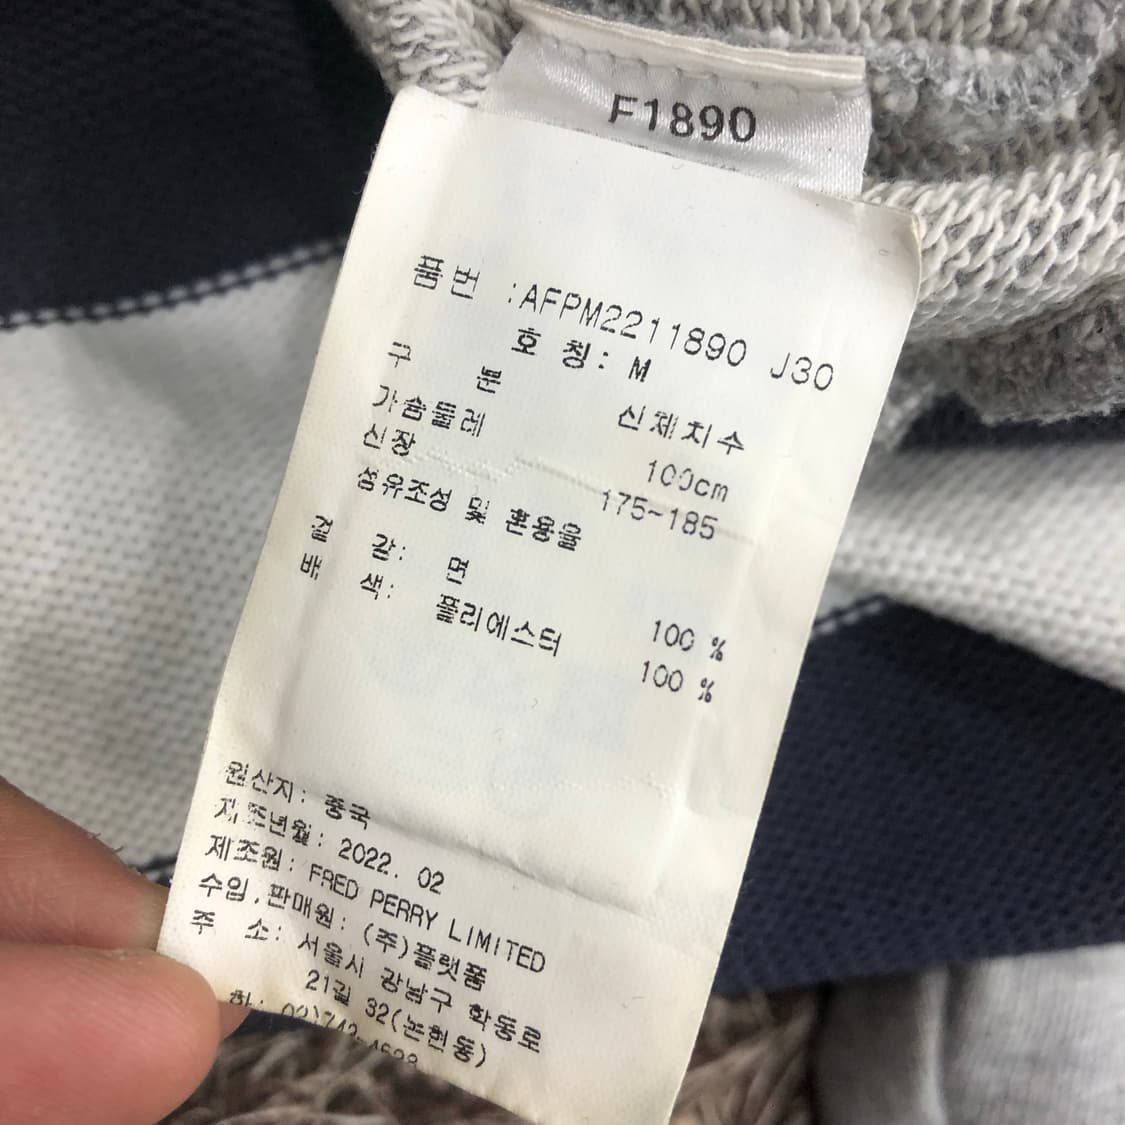 F1890
품번 :AFPM2211890 J30
호 칭: M
구 분 신체치수
가슴둘레 100cm
신장 175~185
섬유조성 및 혼용율
겉 감: 면 100 %
배 색: 폴리에스터 100 %
원산지: 중국
제조년월: 2022. 02
제조원: FRED PERRY LIMITED
수입,판매원: (주)플랫폼
주 소: 서울시 강남구 학동로
21길 32(논현동)